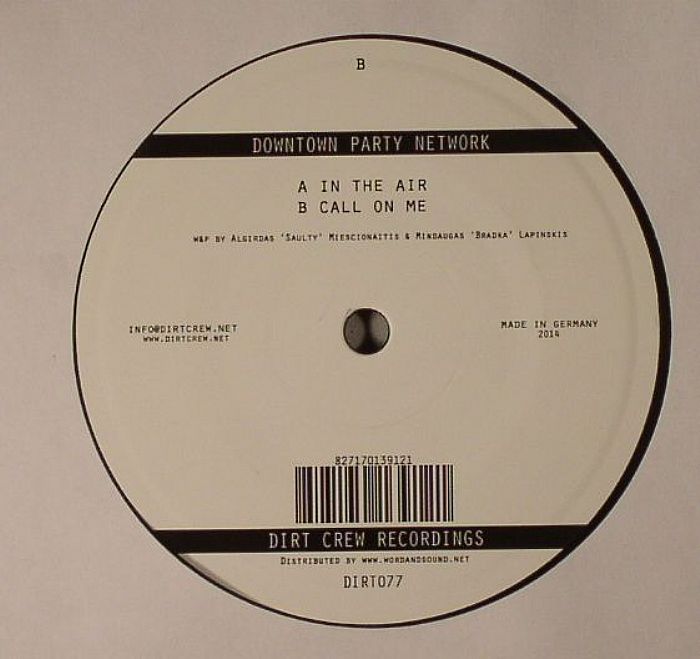 B
DOWNTOWN PARTY NETWORK
A IN THE AIR
B CALL ON ME
W&P BY ALGIRDAS 'SAULTY' MIESCIONAITIS & MINDAUGAS 'BRADKA' LAPINSKIS
INFO@DIRTCREW.NET
WWW.DIRTCREW.NET
MADE IN GERMANY
2014
827170139121
DIRT CREW RECORDINGS
DISTRIBUTED BY WWW.WORDANDSOUND.NET
DIRT077